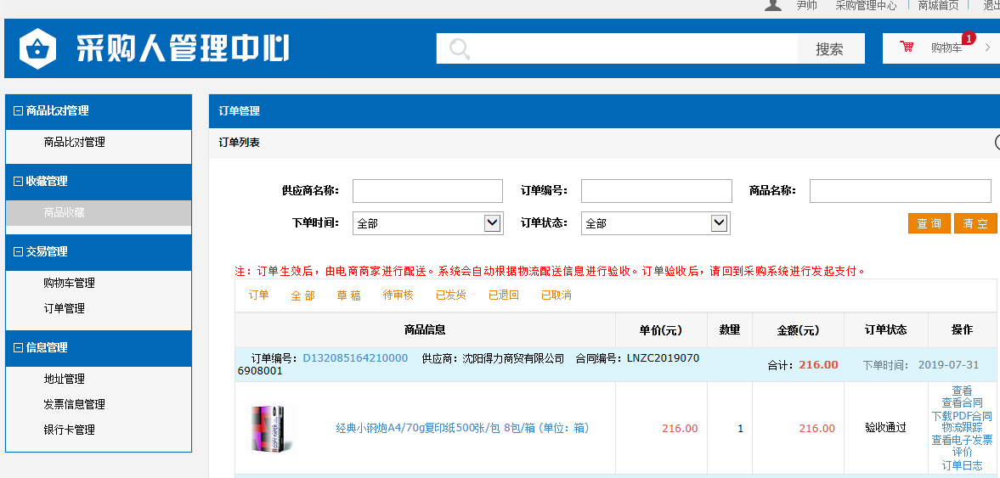 尹帅 采购管理中心 商城首页 退出
采购人管理中心 搜索 购物车 1
商品比对管理
商品比对管理
收藏管理
商品收藏
交易管理
购物车管理
订单管理
信息管理
地址管理
发票信息管理
银行卡管理
订单管理
订单列表
供应商名称： 订单编号： 商品名称：
下单时间： 全部 订单状态： 全部 查 询 清 空
注：订单生效后，由电商商家进行配送。系统会自动根据物流配送信息进行验收。订单验收后，请回到采购系统进行发起支付。
订单 全 部 草 稿 待审核 已发货 已退回 已取消
商品信息 单价(元) 数量 金额(元) 订单状态 操作
订单编号：D132085164210000 供应商：沈阳得力商贸有限公司 合同编号：LNZC2019070
6908001
合计：216.00 下单时间： 2019-07-31
经典小钢炮A4/70g复印纸500张/包 8包/箱 (单位：箱) 216.00 1 216.00 验收通过
查看
查看合同
下载PDF合同
物流跟踪
查看电子发票
评价
订单日志